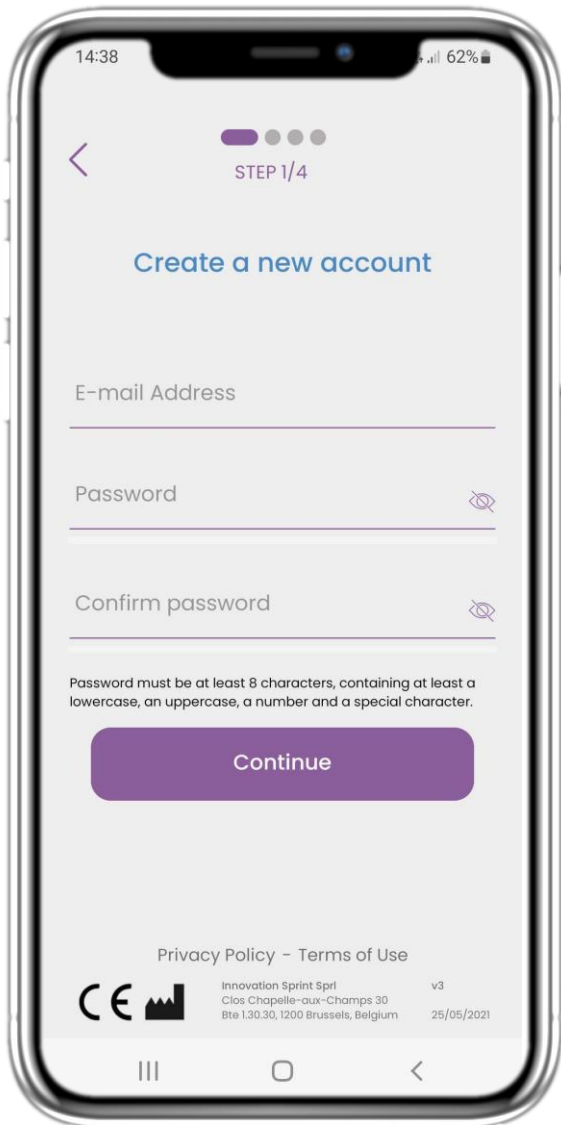 14:38
62%
STEP 1/4
Create a new account
E-mail Address
Password
Confirm password
Password must be at least 8 characters, containing at least a
lowercase, an uppercase, a number and a special character.
Continue
Privacy Policy - Terms of Use
CE
Innovation Sprint Sprl
Clos Chapelle-aux-Champs 30
Bte 1.30.30, 1200 Brussels, Belgium
v3
25/05/2021